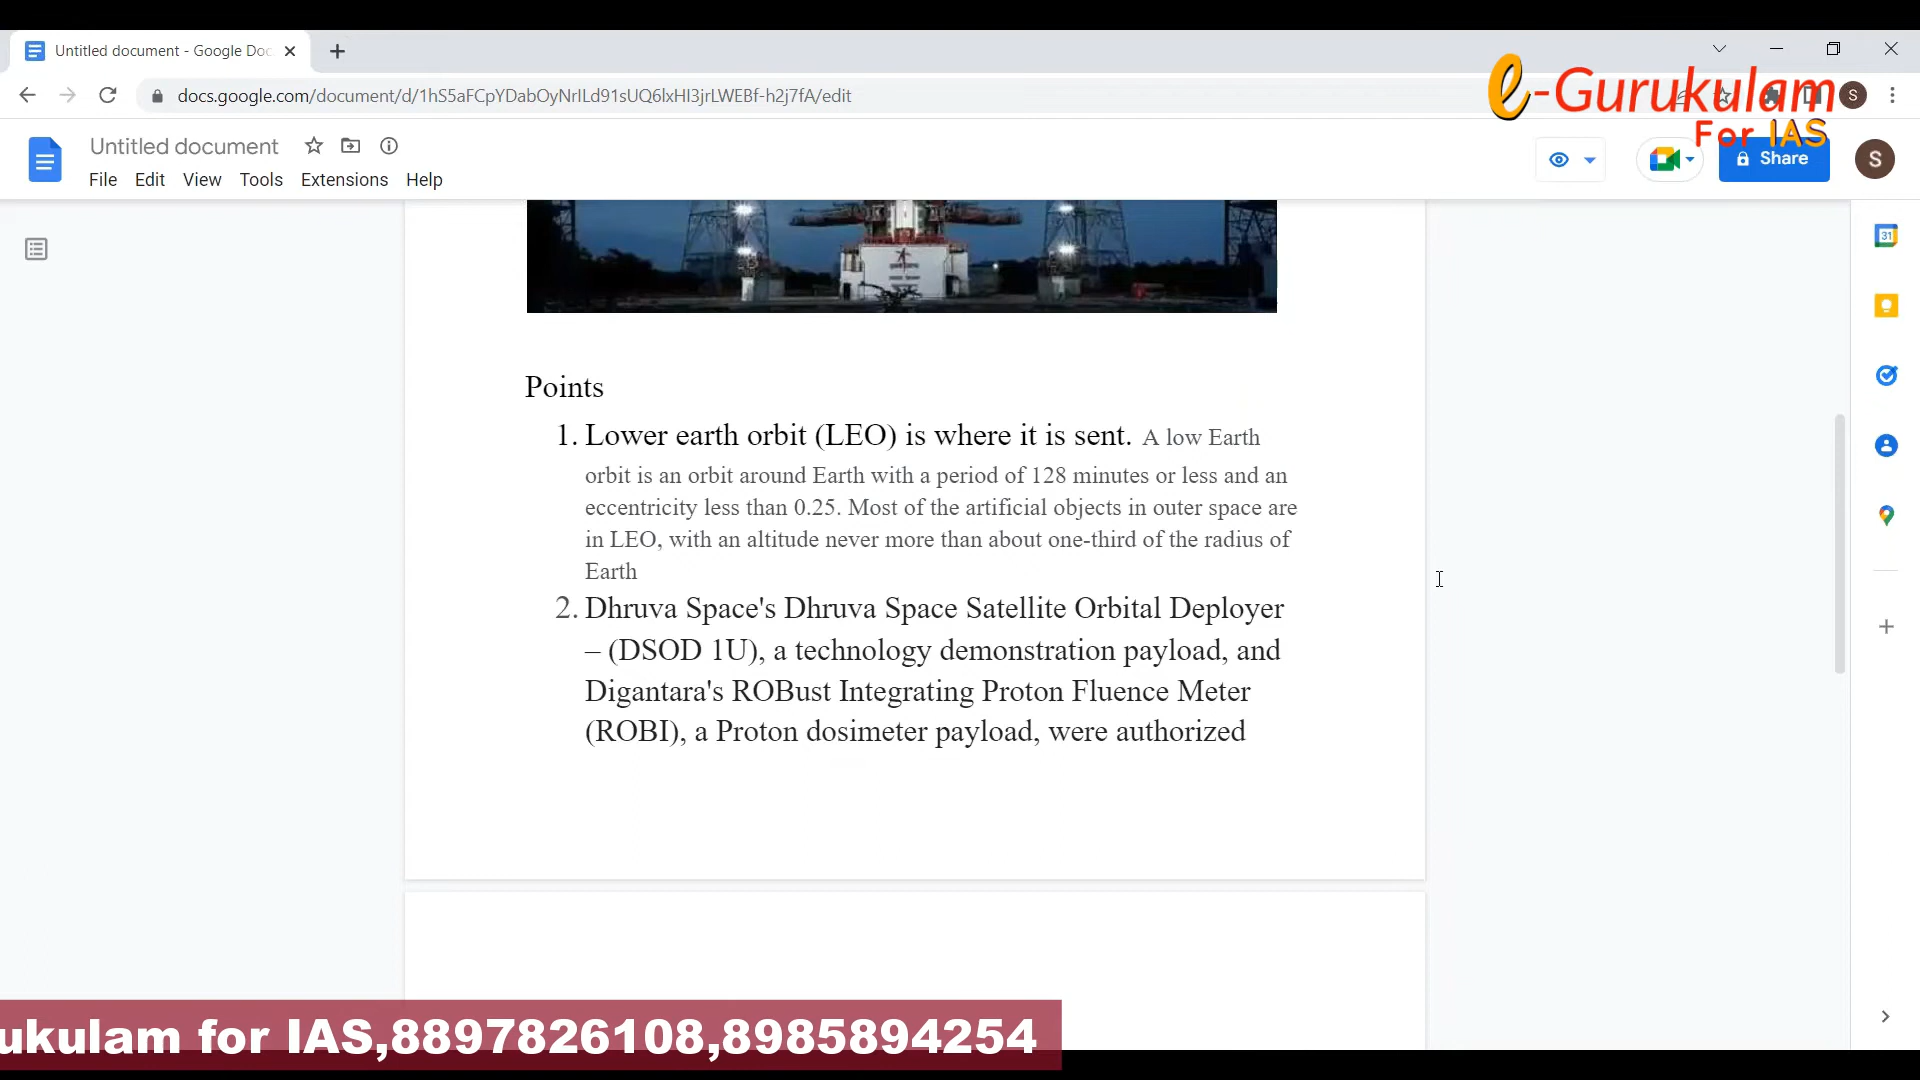 Untitled document - Google Doc
docs.google.com/document/d/1hS5aFCpYDabOyNrILd91sUQ6lxHI3jrLWEBf-h2j7fA/edit
S
e-Gurukulam
For IAS
Untitled document
File Edit View Tools Extensions Help
Share
S
31
Points
1. Lower earth orbit (LEO) is where it is sent. A low Earth
orbit is an orbit around Earth with a period of 128 minutes or less and an
eccentricity less than 0.25. Most of the artificial objects in outer space are
in LEO, with an altitude never more than about one-third of the radius of
Earth
2. Dhruva Space's Dhruva Space Satellite Orbital Deployer
– (DSOD 1U), a technology demonstration payload, and
Digantara's ROBust Integrating Proton Fluence Meter
(ROBI), a Proton dosimeter payload, were authorized
ukulam for IAS,8897826108,8985894254